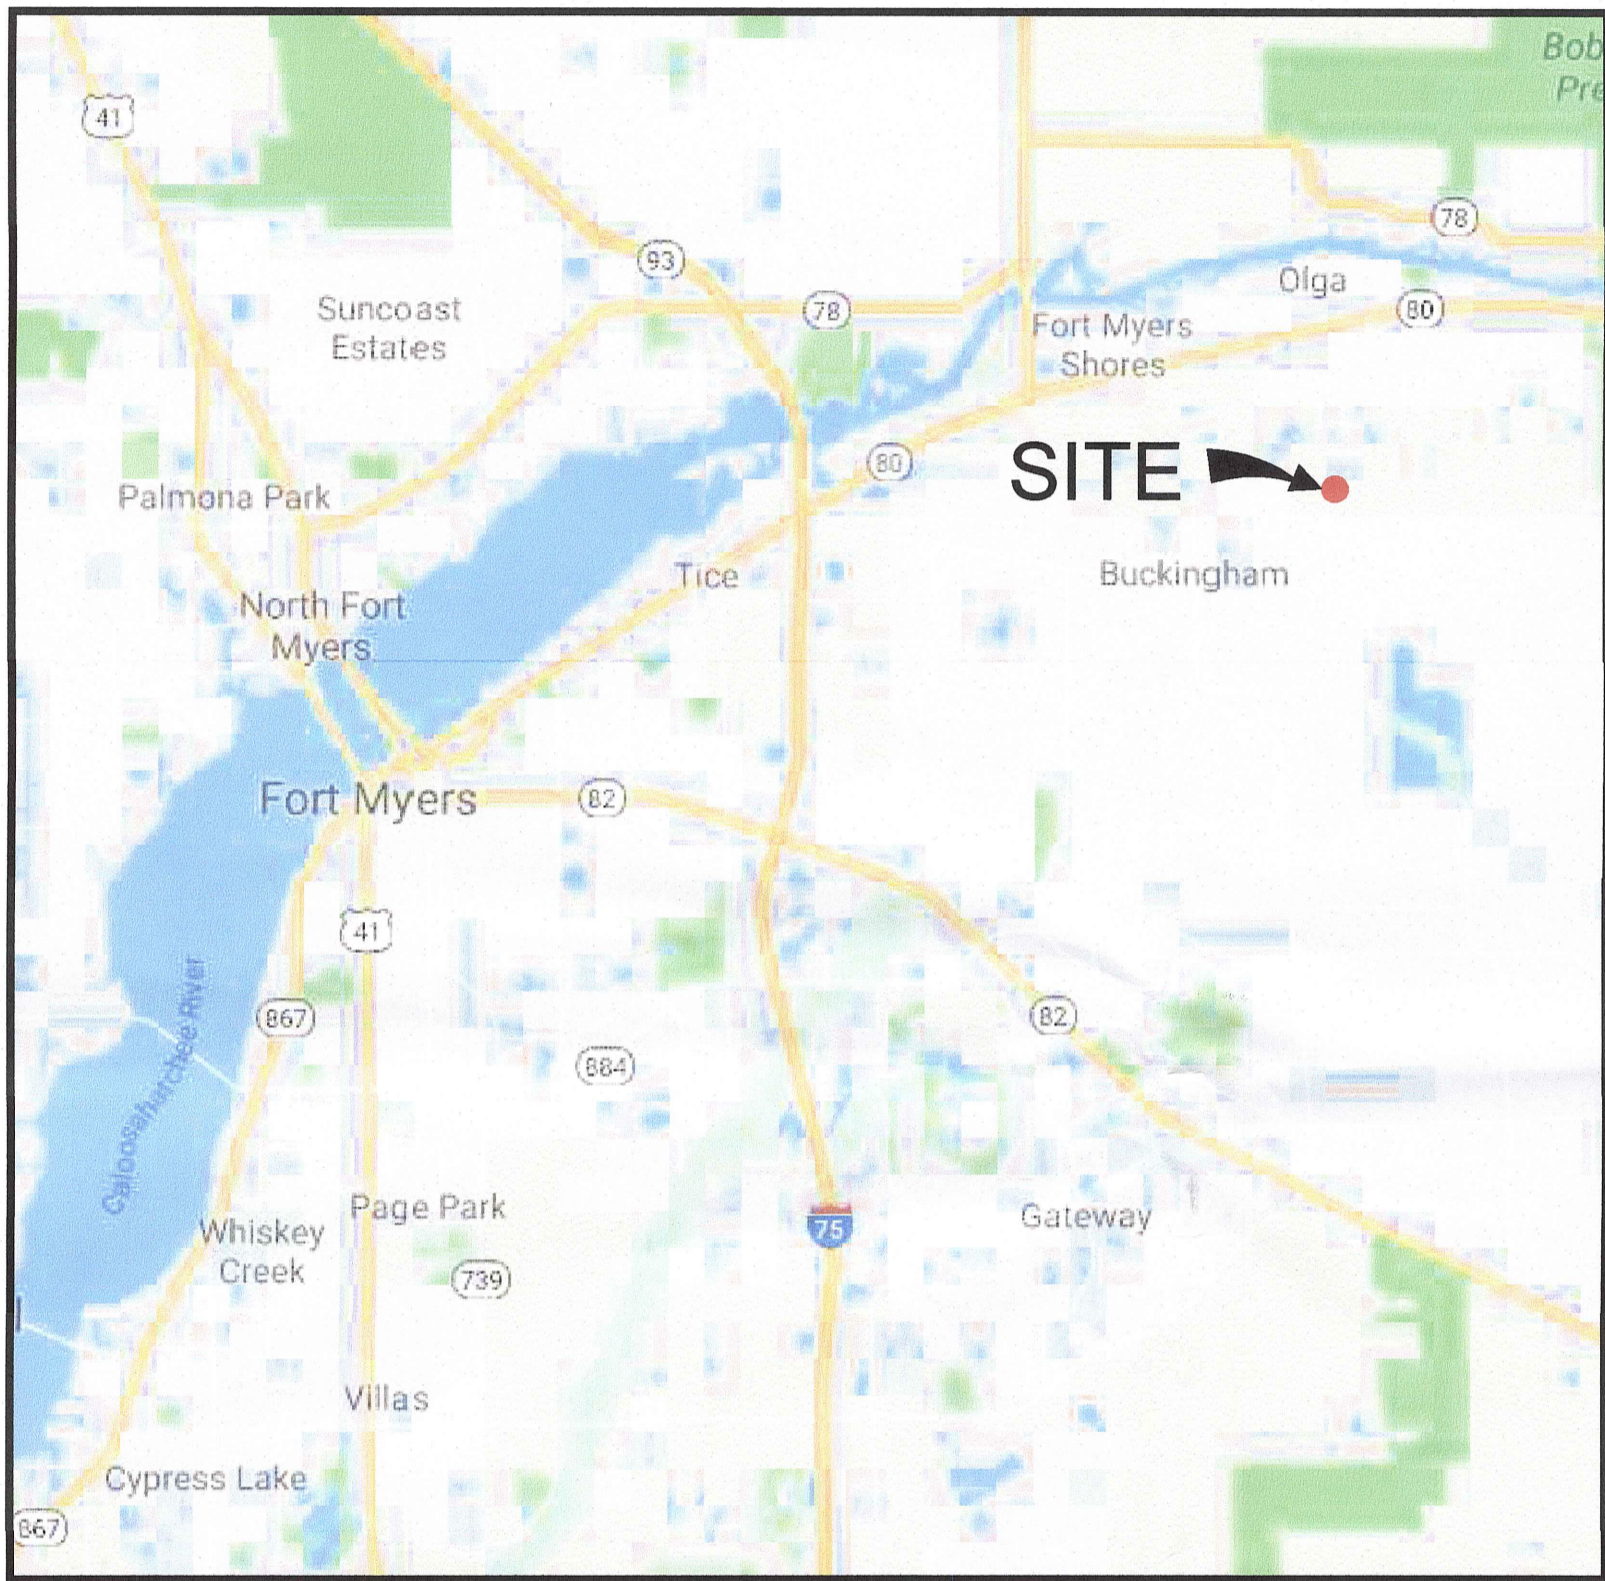 Bob
Pre
41
78
93
Olga
Suncoast
Estates
78
80
Fort Myers
Shores
80
SITE
Palmona Park
Tice
Buckingham
North Fort
Myers
Fort Myers
82
41
Caloosahatchee River
867
82
884
Page Park
Gateway
75
Whiskey
Creek
739
Villas
Cypress Lake
867